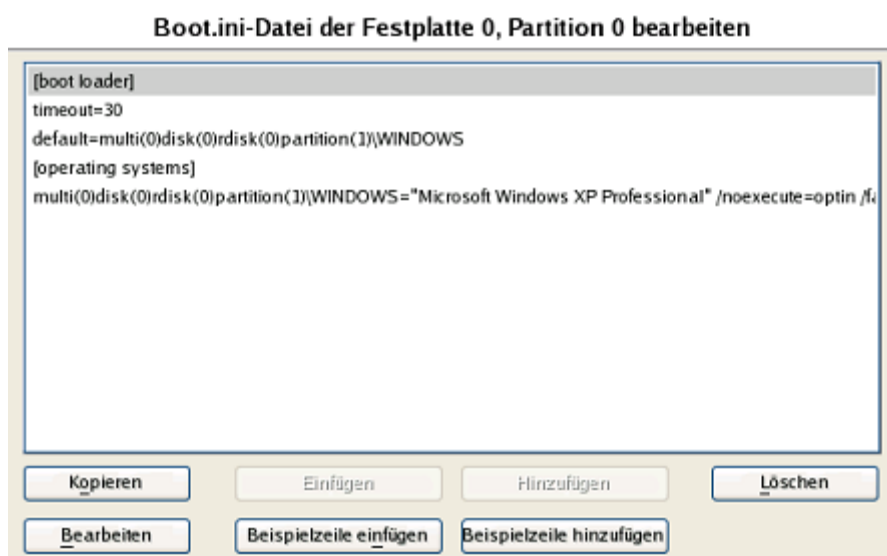 Boot.ini-Datei der Festplatte 0, Partition 0 bearbeiten
[boot loader]
timeout=30
default=multi(0)disk(0)rdisk(0)partition(1)\WINDOWS
[operating systems]
multi(0)disk(0)rdisk(0)partition(1)\WINDOWS="Microsoft Windows XP Professional" /noexecute=optin /fa
Kopieren Einfügen Hinzufügen Löschen
Bearbeiten Beispielzeile einfügen Beispielzeile hinzufügen